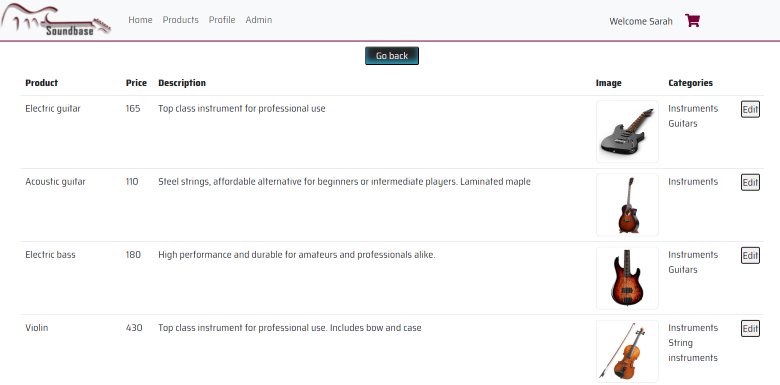 Soundbase
Home Products Profile Admin
Welcome Sarah
Go back
Product Price Description Image Categories
Electric guitar 165 Top class instrument for professional use Instruments Edit
Guitars
Acoustic guitar 110 Steel strings, affordable alternative for beginners or intermediate players. Laminated maple Instruments Edit
Electric bass 180 High performance and durable for amateurs and professionals alike. Instruments Edit
Guitars
Violin 430 Top class instrument for professional use. Includes bow and case Instruments Edit
String
instruments